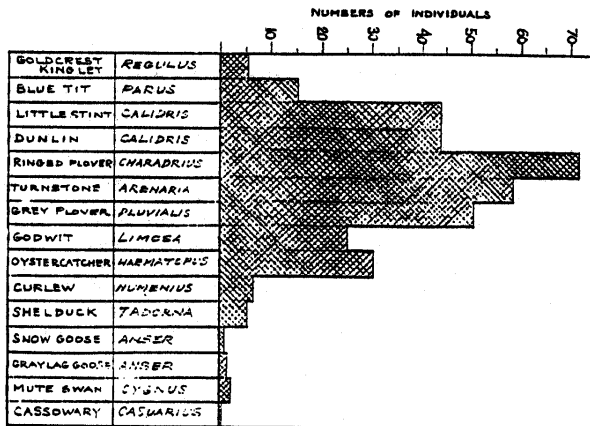 NUMBERS OF INDIVIDUALS
10 20 30 40 50 60 70
GOLDCREST KINGLET REGULUS
BLUE TIT PARUS
LITTLE STINT CALIDRIS
DUNLIN CALIDRIS
RINGED PLOVER CHARADRIUS
TURNSTONE ARENARIA
GREY PLOVER PLUVIALIS
GODWIT LIMOSA
OYSTERCATCHER HAEMATOPUS
CURLEW NUMENIUS
SHELDUCK TADORNA
SNOW GOOSE ANSER
GRAYLAG GOOSE ANSER
MUTE SWAN CYGNUS
CASSOWARY CASUARIUS